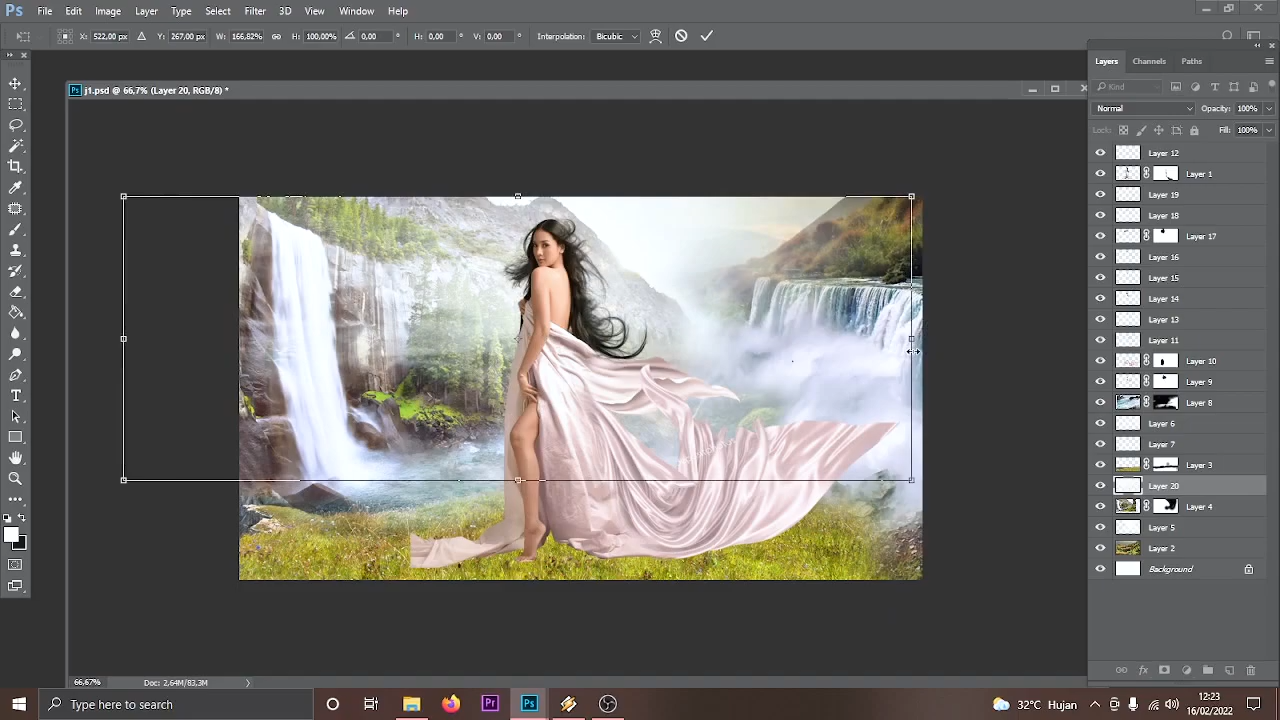 Ps File Edit Image Layer Type Select Filter 3D View Window Help
X: 522,00 px Y: 267,00 px W: 166,82% H: 100,00% 0,00 ° H: 0,00 ° V: 0,00 ° Interpolation: Bicubic
Ps j1.psd @ 66,7% (Layer 20, RGB/8) *
Layers Channels Paths
Kind
Normal Opacity: 100%
Lock: Fill: 100%
Layer 12
Layer 1
Layer 19
Layer 18
Layer 17
Layer 16
Layer 15
Layer 14
Layer 13
Layer 11
Layer 10
Layer 9
Layer 8
Layer 6
Layer 7
Layer 3
Layer 20
Layer 4
Layer 5
Layer 2
Background
66,67% Doc: 2,64M/83,3M
Type here to search Pr Ps 32°C Hujan 12:23
16/02/2022